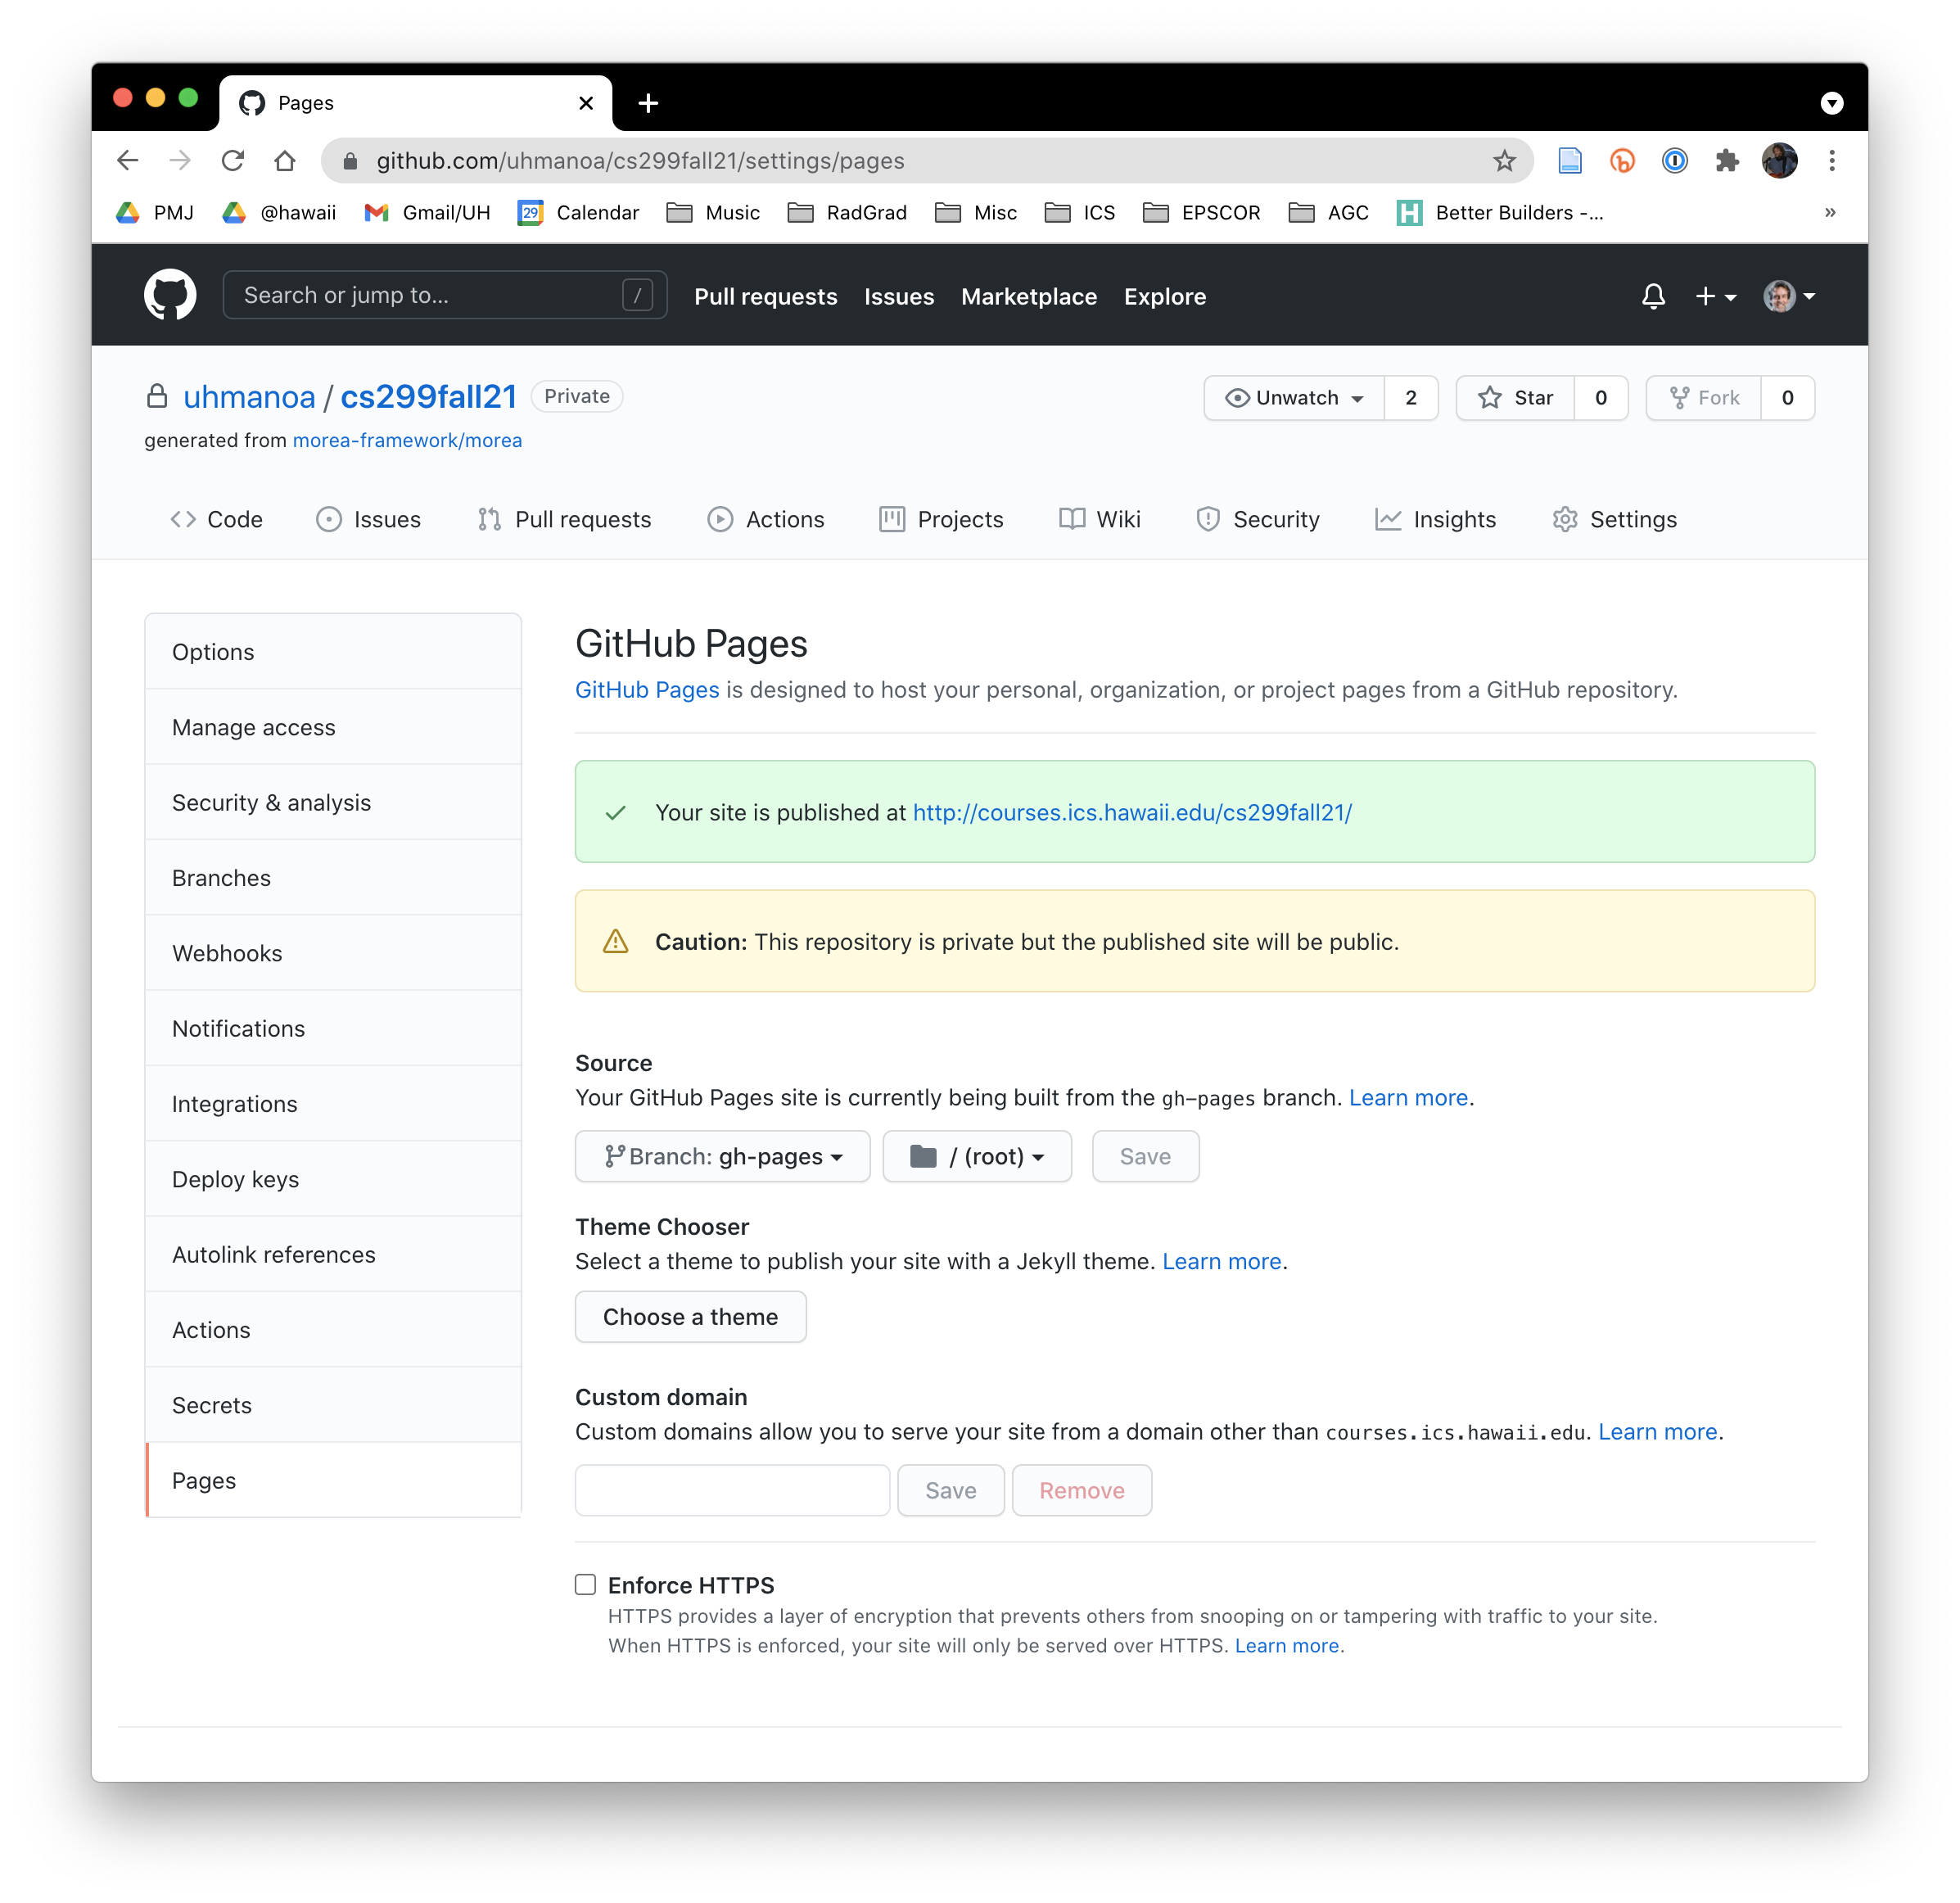 Pages
github.com/uhmanoa/cs299fall21/settings/pages
PMJ @hawaii Gmail/UH 29 Calendar Music RadGrad Misc ICS EPSCOR AGC Better Builders -... »
Search or jump to... / Pull requests Issues Marketplace Explore
uhmanoa / cs299fall21 Private Unwatch 2 Star 0 Fork 0
generated from morea-framework/morea
Code Issues Pull requests Actions Projects Wiki Security Insights Settings
Options
Manage access
Security & analysis
Branches
Webhooks
Notifications
Integrations
Deploy keys
Autolink references
Actions
Secrets
Pages
GitHub Pages
GitHub Pages is designed to host your personal, organization, or project pages from a GitHub repository.
Your site is published at http://courses.ics.hawaii.edu/cs299fall21/
Caution: This repository is private but the published site will be public.
Source
Your GitHub Pages site is currently being built from the gh-pages branch. Learn more.
Branch: gh-pages / (root) Save
Theme Chooser
Select a theme to publish your site with a Jekyll theme. Learn more.
Choose a theme
Custom domain
Custom domains allow you to serve your site from a domain other than courses.ics.hawaii.edu. Learn more.
Save Remove
Enforce HTTPS
HTTPS provides a layer of encryption that prevents others from snooping on or tampering with traffic to your site.
When HTTPS is enforced, your site will only be served over HTTPS. Learn more.